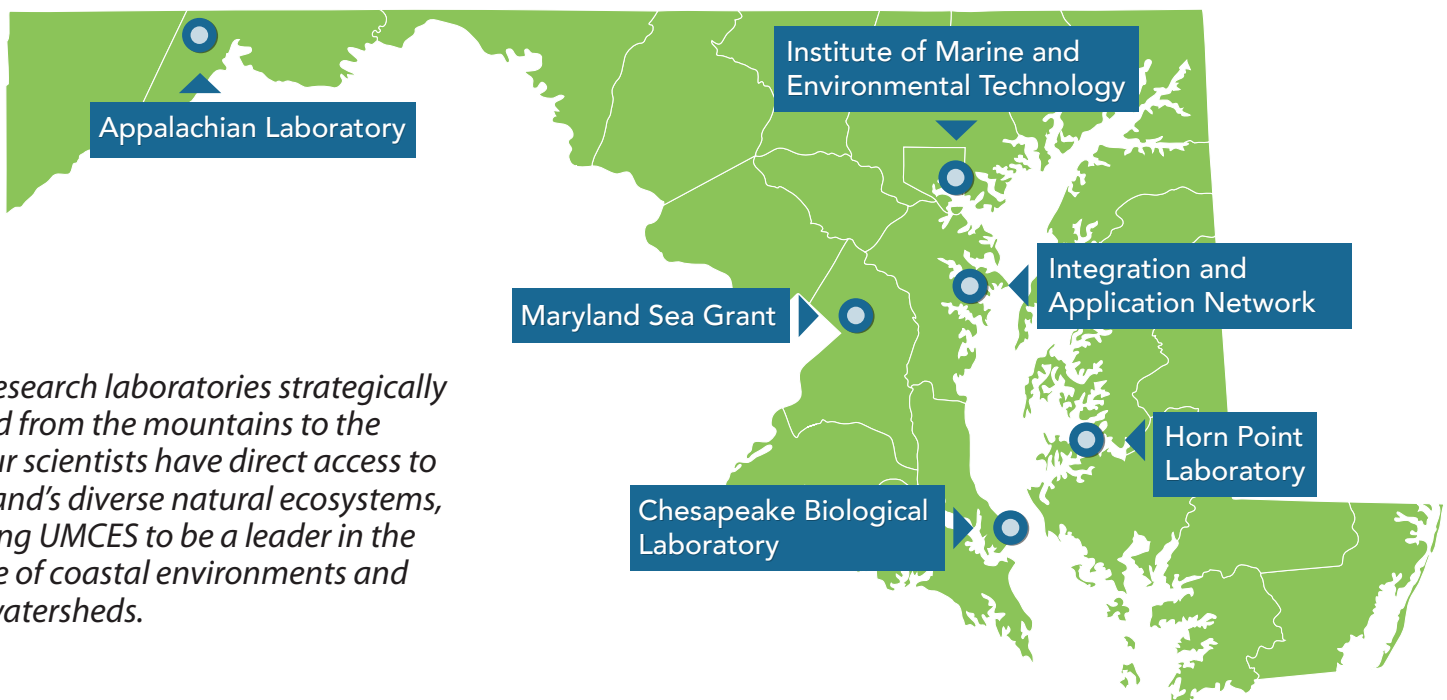 Institute of Marine and
Environmental Technology
Appalachian Laboratory
Integration and
Application Network
Maryland Sea Grant
esearch laboratories strategically
d from the mountains to the
ur scientists have direct access to
and’s diverse natural ecosystems,
ng UMCES to be a leader in the
e of coastal environments and
watersheds.
Horn Point
Laboratory
Chesapeake Biological
Laboratory